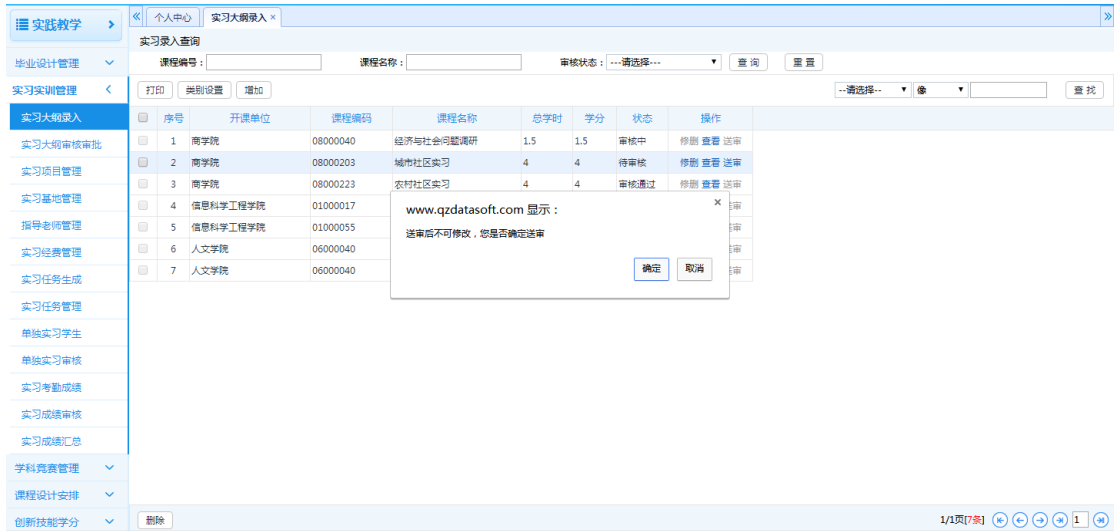 实践教学
个人中心 实习大纲录入 ×
实习录入查询
毕业设计管理
课程编号： 课程名称： 审核状态： ---请选择--- 查 询 重 置
实习实训管理
打印 类别设置 增加 --请选择-- 像 查 找
实习大纲录入
序号 开课单位 课程编码 课程名称 总学时 学分 状态 操作
实习大纲审核审批
1 商学院 08000040 经济与社会问题调研 1.5 1.5 审核中 修删 查看 送审
2 商学院 08000203 城市社区实习 4 4 待审核 修删 查看 送审
实习项目管理
3 商学院 08000223 农村社区实习 4 4 审核通过 修删 查看 送审
实习基地管理
4 信息科学工程学院 01000017
www.qzdatasoft.com 显示：
×
指导老师管理
5 信息科学工程学院 01000055
送审后不可修改，您是否确定送审
实习经费管理
6 人文学院 06000040
7 人文学院 06000040
确定 取消
实习任务生成
实习任务管理
单独实习学生
单独实习审核
实习考勤成绩
实习成绩审核
实习成绩汇总
学科竞赛管理
课程设计安排
创新技能学分
删除 1/1页[7条] 1